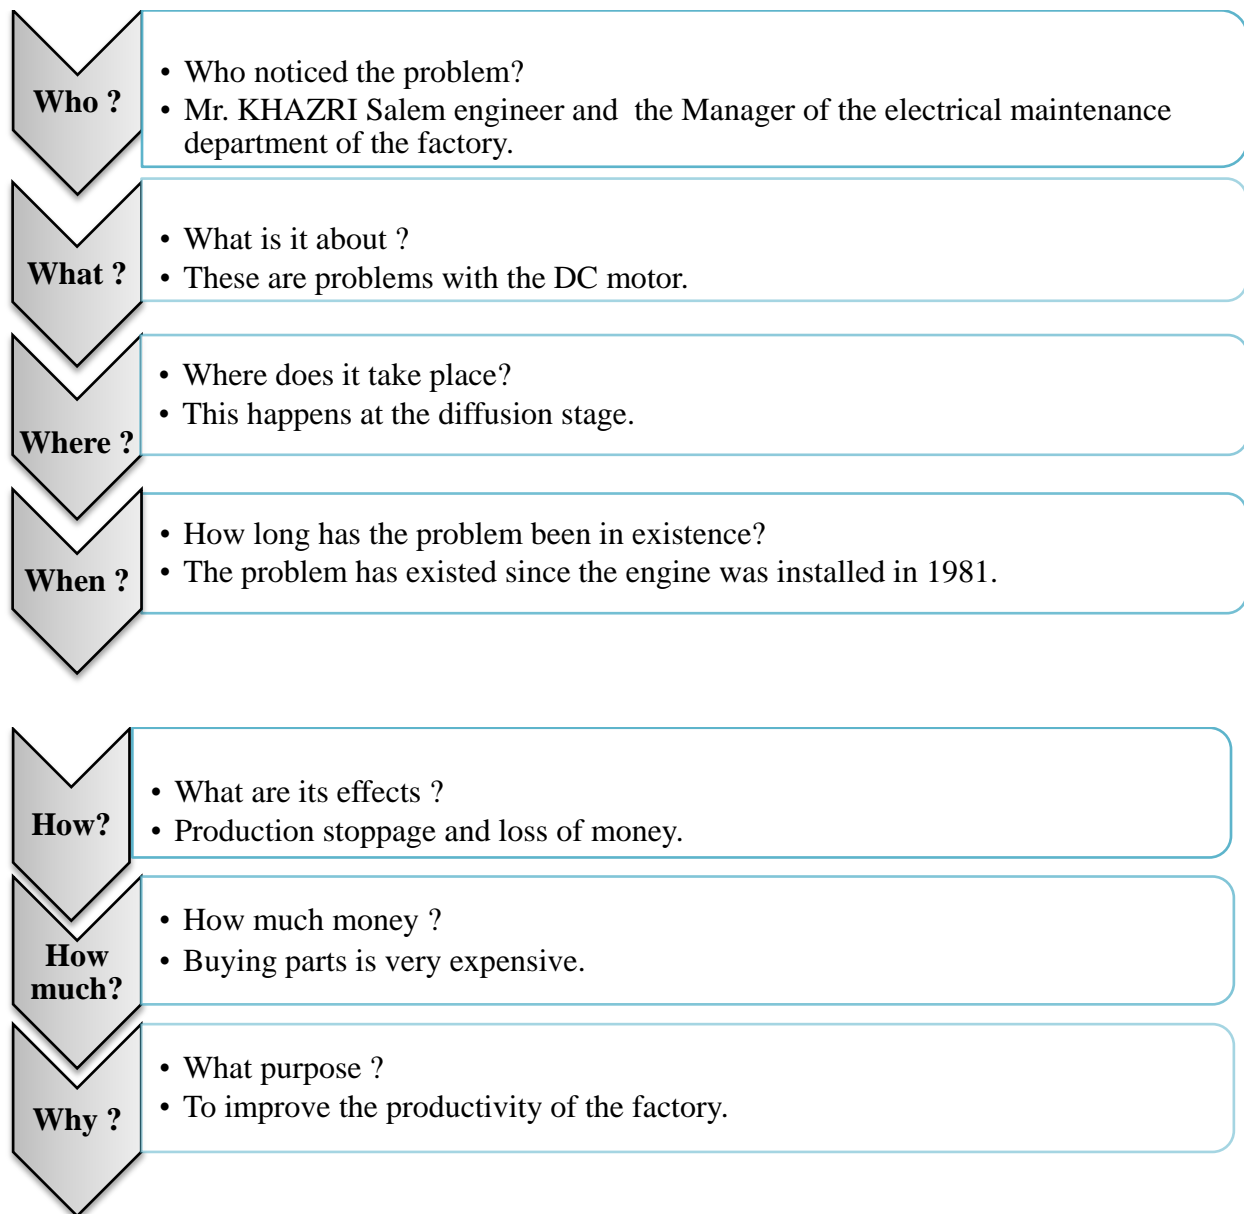 Who ?
• Who noticed the problem?
• Mr. KHAZRI Salem engineer and  the Manager of the electrical maintenance
department of the factory.
What ?
• What is it about ?
• These are problems with the DC motor.
Where ?
• Where does it take place?
• This happens at the diffusion stage.
When ?
• How long has the problem been in existence?
• The problem has existed since the engine was installed in 1981.
How?
• What are its effects ?
• Production stoppage and loss of money.
How
much?
• How much money ?
• Buying parts is very expensive.
Why ?
• What purpose ?
• To improve the productivity of the factory.